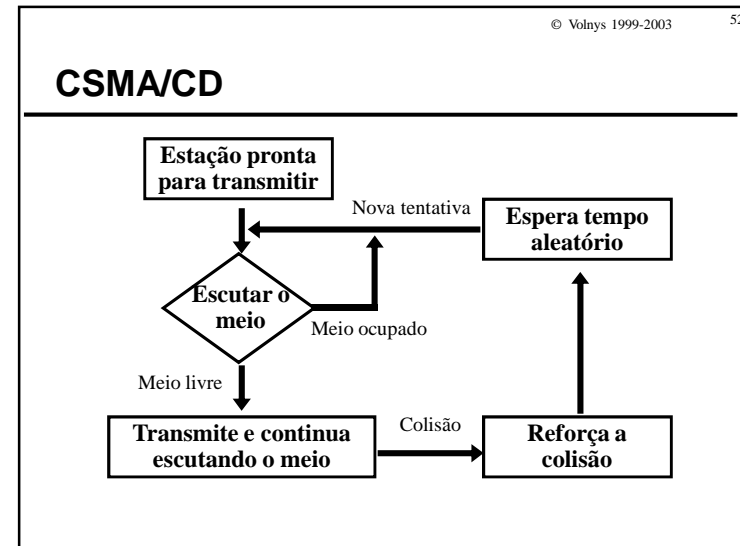 © Volnys 1999-2003
52
CSMA/CD
Estação pronta
para transmitir
Nova tentativa
Espera tempo
aleatório
Escutar o
meio
Meio ocupado
Meio livre
Transmite e continua
escutando o meio
Colisão
Reforça a
colisão